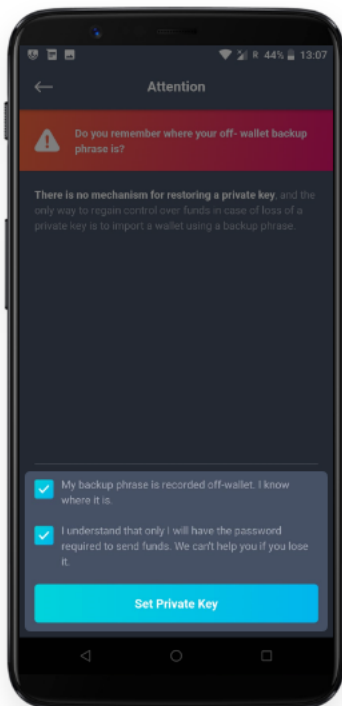 R 44% 13:07
Attention
Do you remember where your off- wallet backup
phrase is?
There is no mechanism for restoring a private key, and the
only way to regain control over funds in case of loss of a
private key is to import a wallet using a backup phrase.
My backup phrase is recorded off-wallet. I know
where it is.
I understand that only I will have the password
required to send funds. We can't help you if you lose
it.
Set Private Key